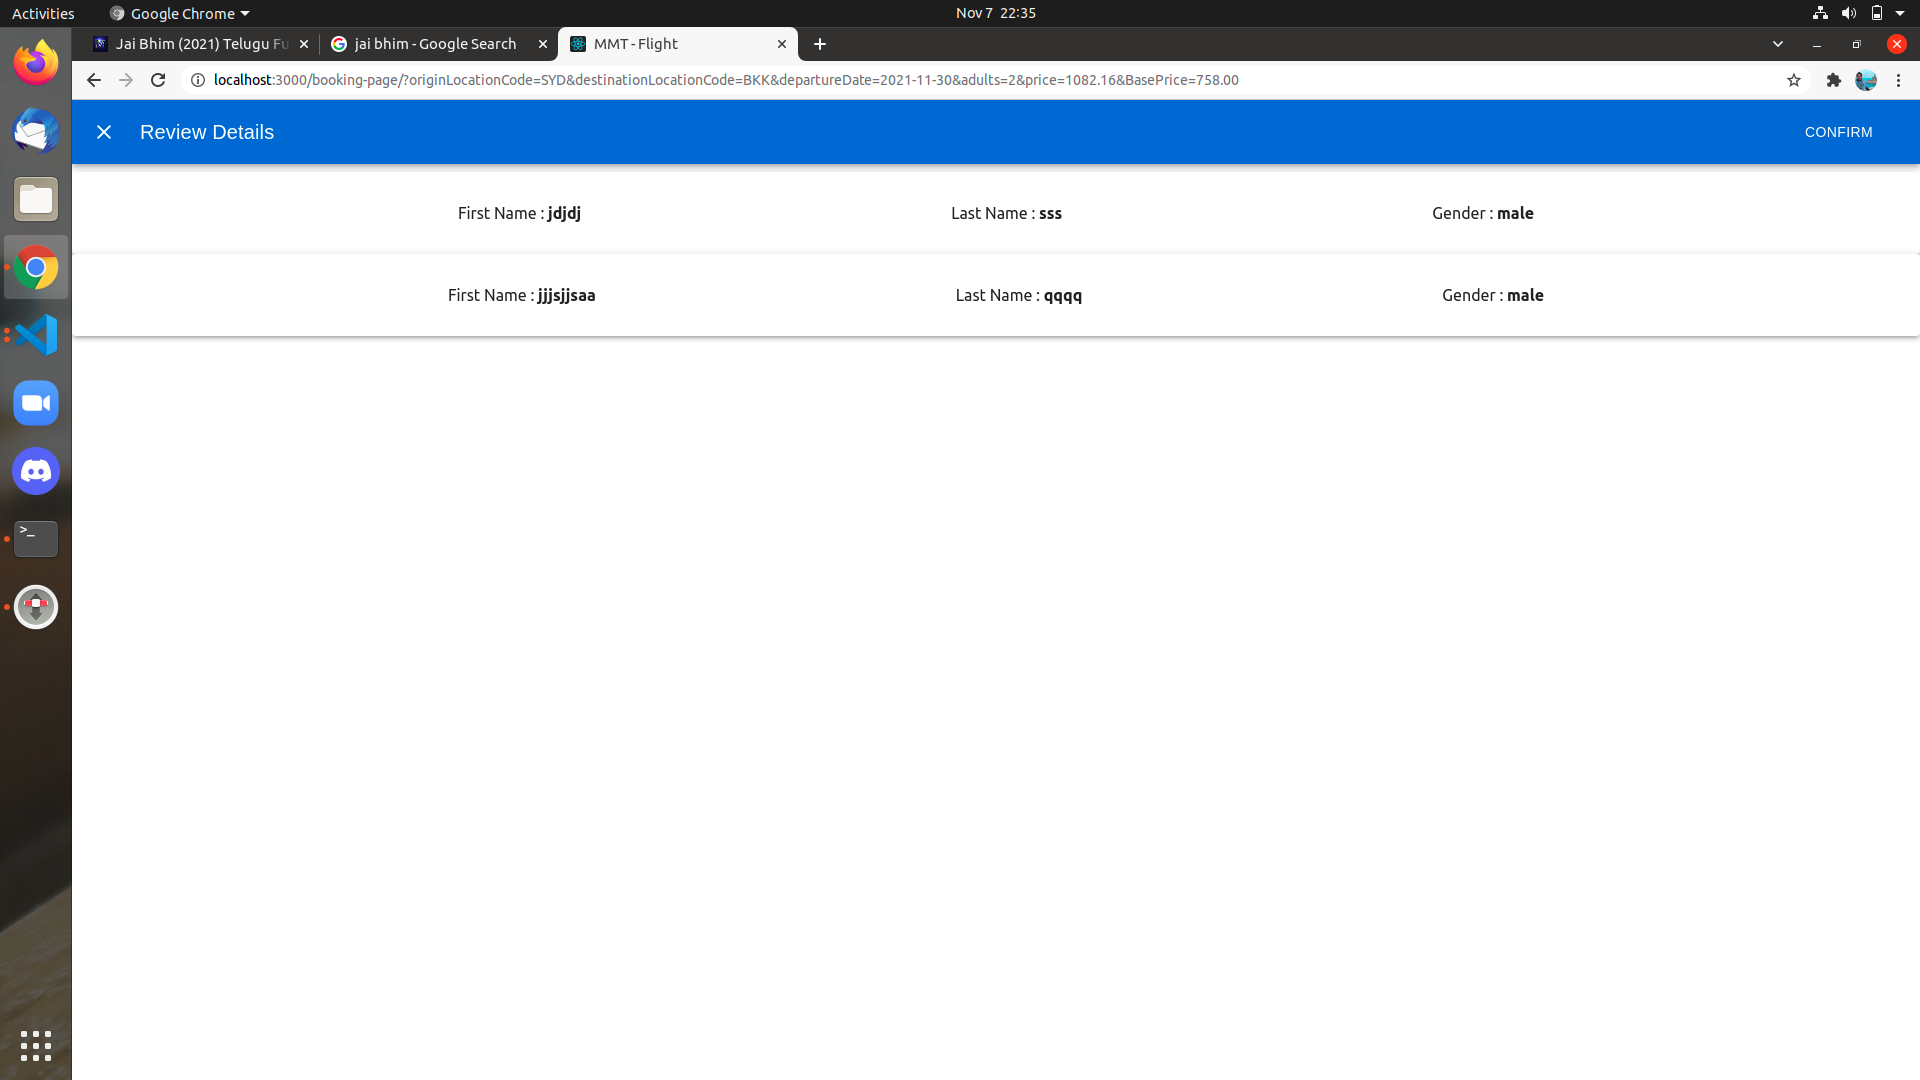 Activities
Google Chrome
Nov 7 22:35
Jai Bhim (2021) Telugu Fu
jai bhim - Google Search
MMT - Flight
localhost:3000/booking-page/?originLocationCode=SYD&destinationLocationCode=BKK&departureDate=2021-11-30&adults=2&price=1082.16&BasePrice=758.00
Review Details
CONFIRM
First Name : jdjdj
Last Name : sss
Gender : male
First Name : jjjsjjsaa
Last Name : qqqq
Gender : male
>_